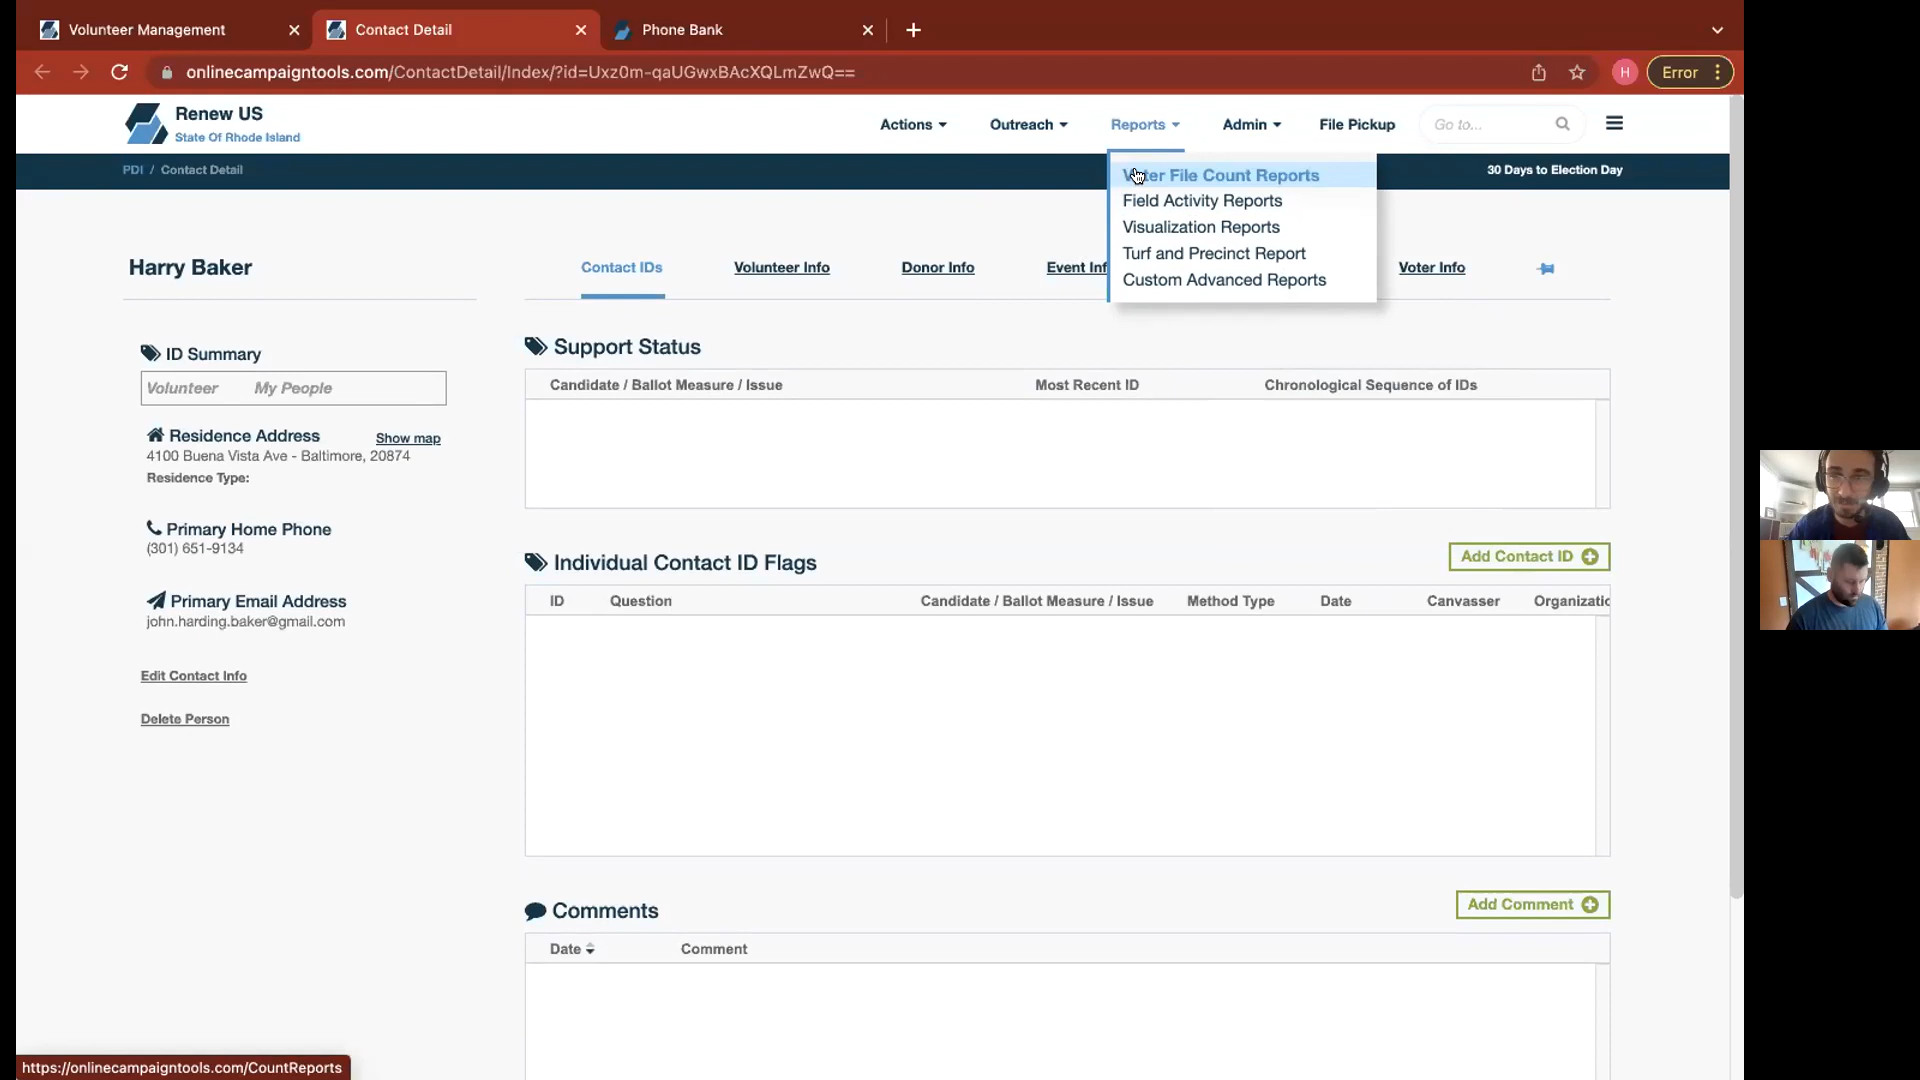 Volunteer Management
Contact Detail
Phone Bank
onlinecampaigntools.com/ContactDetail/Index/?id=Uxz0m-qaUGwxBAcXQLmZwQ==
H
Error
Renew US
State Of Rhode Island
Actions
Outreach
Reports
Admin
File Pickup
Go to...
PDI / Contact Detail
30 Days to Election Day
Voter File Count Reports
Field Activity Reports
Visualization Reports
Turf and Precinct Report
Custom Advanced Reports
Harry Baker
Contact IDs
Volunteer Info
Donor Info
Event Inf
Voter Info
ID Summary
Volunteer My People
Residence Address
Show map
4100 Buena Vista Ave - Baltimore, 20874
Residence Type:
Primary Home Phone
(301) 651-9134
Primary Email Address
john.harding.baker@gmail.com
Edit Contact Info
Delete Person
Support Status
Candidate / Ballot Measure / Issue Most Recent ID Chronological Sequence of IDs
Individual Contact ID Flags
Add Contact ID
ID Question Candidate / Ballot Measure / Issue Method Type Date Canvasser Organizatio
Comments
Add Comment
Date Comment
https://onlinecampaigntools.com/CountReports